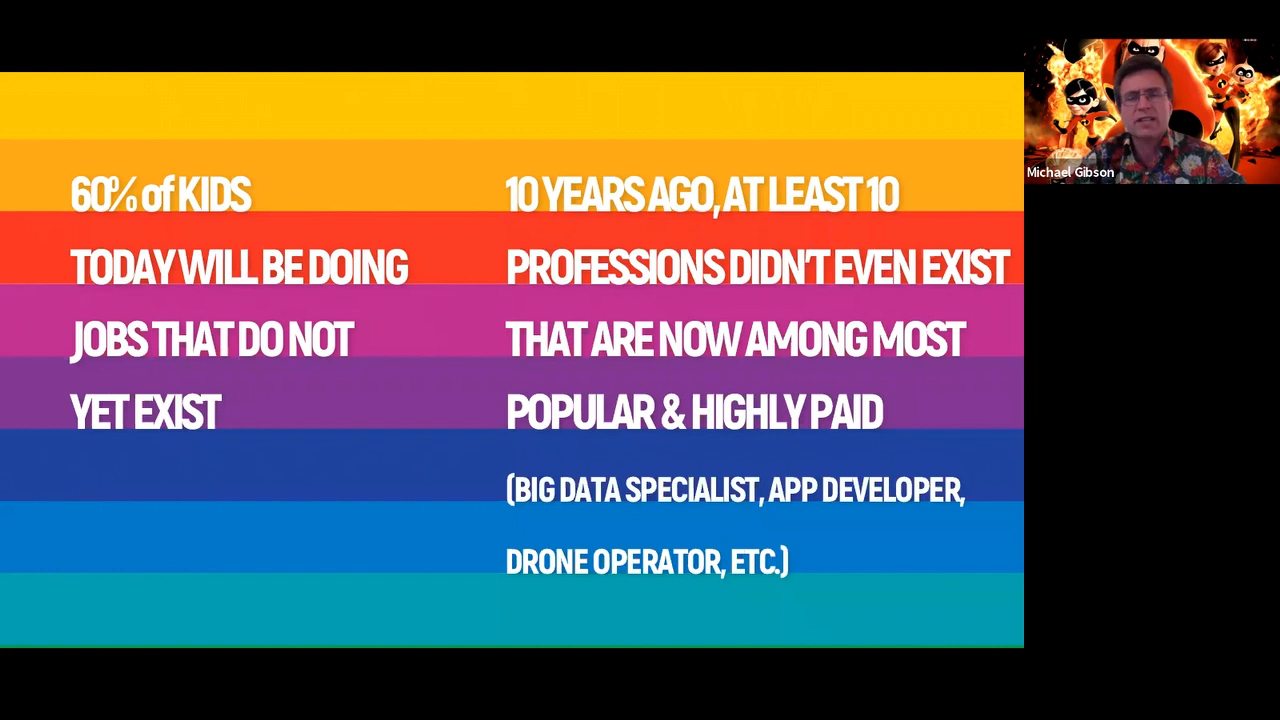 60% of KIDS
TODAY WILL BE DOING
JOBS THAT DO NOT
YET EXIST
10 YEARS AGO, AT LEAST 10
PROFESSIONS DIDN'T EVEN EXIST
THAT ARE NOW AMONG MOST
POPULAR & HIGHLY PAID
(BIG DATA SPECIALIST, APP DEVELOPER,
DRONE OPERATOR, ETC.)
Michael Gibson